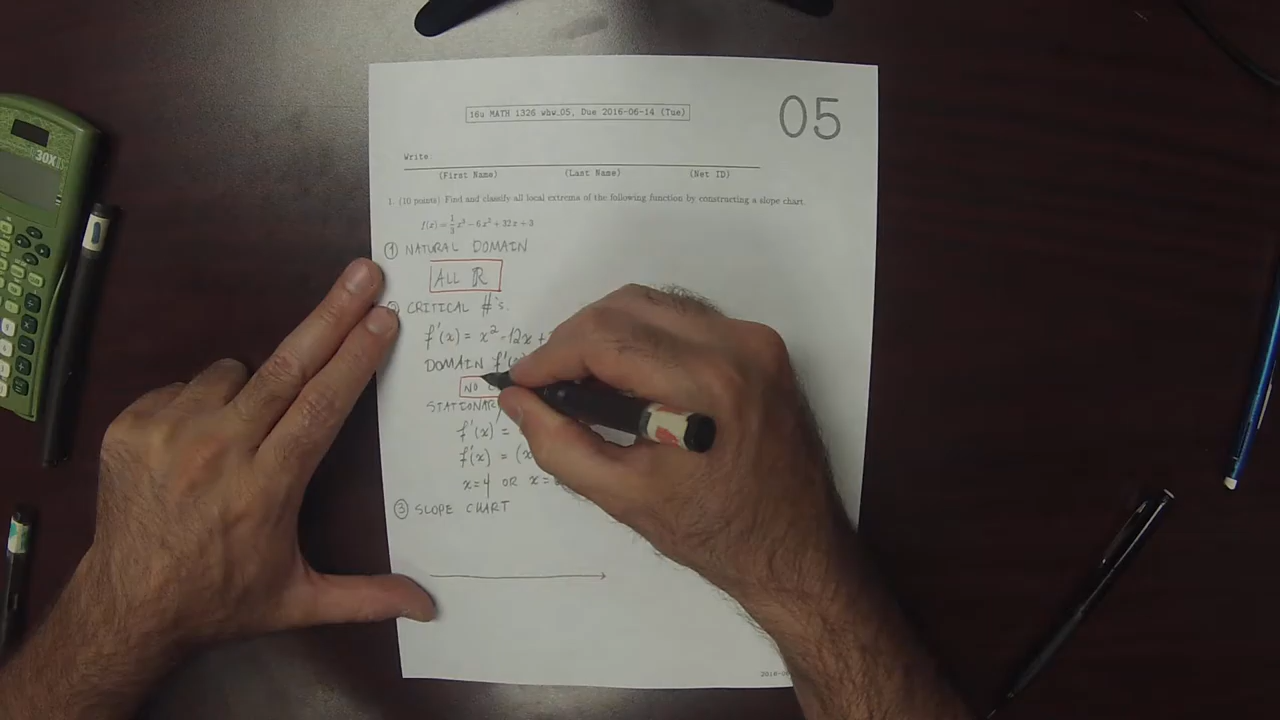 05
16u MATH 1326 wbw_05, Due 2016-06-14 (Tue)
Write:
(First Name) (Last Name) (Net ID)
1. (10 points) Find and classify all local extrema of the following function by constructing a slope chart.
f(x) = 1/3 x³ − 6x² + 32x + 3
① NATURAL DOMAIN
ALL ℝ
CRITICAL #'s.
f'(x) = x² - 12x +
DOMAIN
NO
f'(x) =
f'(x) = (x
x=4 OR x=
③ SLOPE CHART
30X